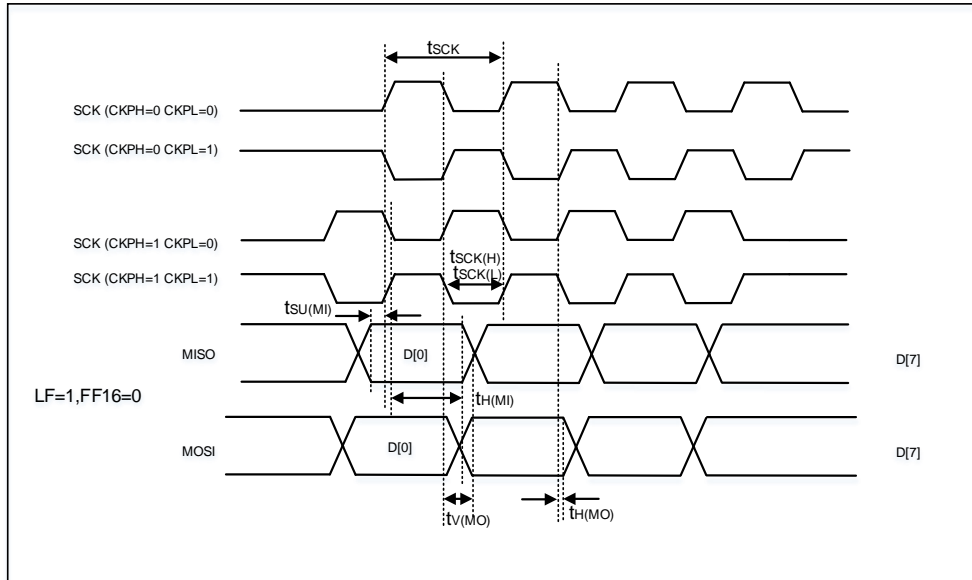 tSCK
SCK (CKPH=0 CKPL=0)
SCK (CKPH=0 CKPL=1)
SCK (CKPH=1 CKPL=0)
tSCK(H)
SCK (CKPH=1 CKPL=1)
tSCK(L)
tSU(MI)
MISO
D[0]
D[7]
LF=1,FF16=0
tH(MI)
MOSI
D[0]
D[7]
tV(MO)
tH(MO)